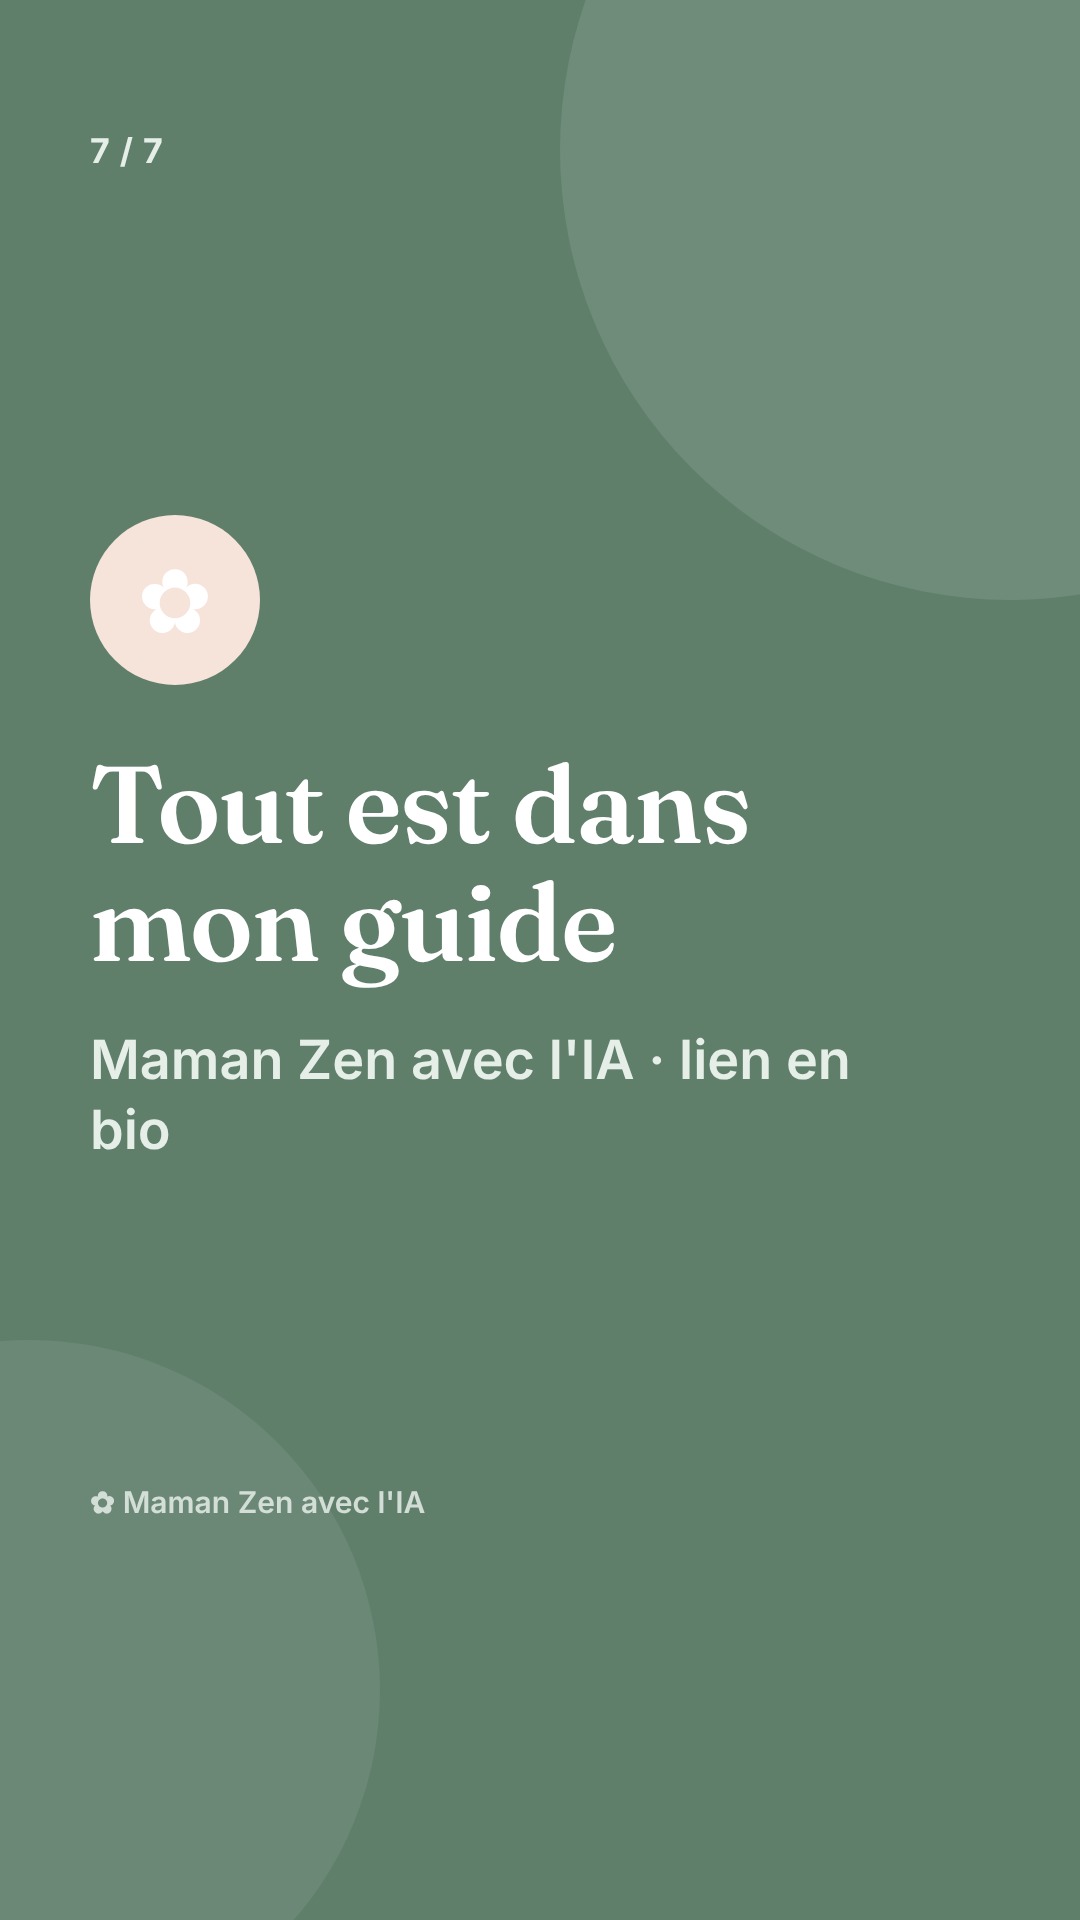 7 / 7
Tout est dans
mon guide
Maman Zen avec l'IA · lien en
bio
✿ Maman Zen avec l'IA